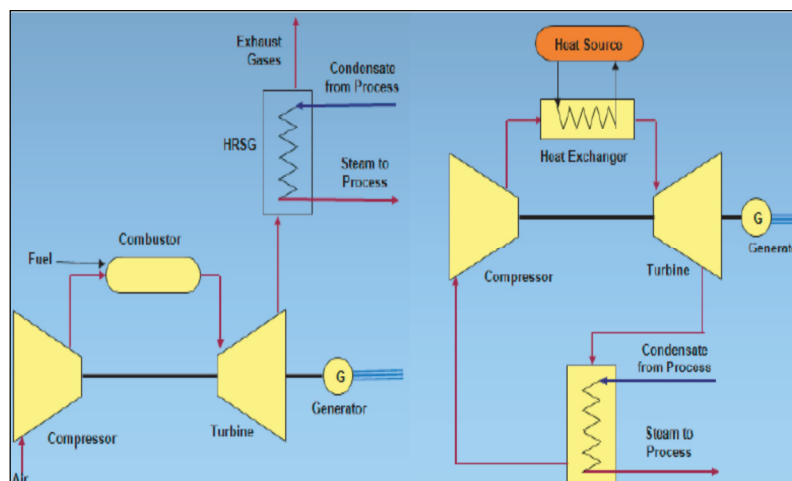 Exhaust
Gases
Condensate
from Process
HRSG
Steam to
Process
Combustor
Fuel
G
Generator
Compressor
Turbine
Air
Heat Source
Heat Exchanger
G
Generato
Compressor
Turbine
Condensate
from Process
Steam to
Process